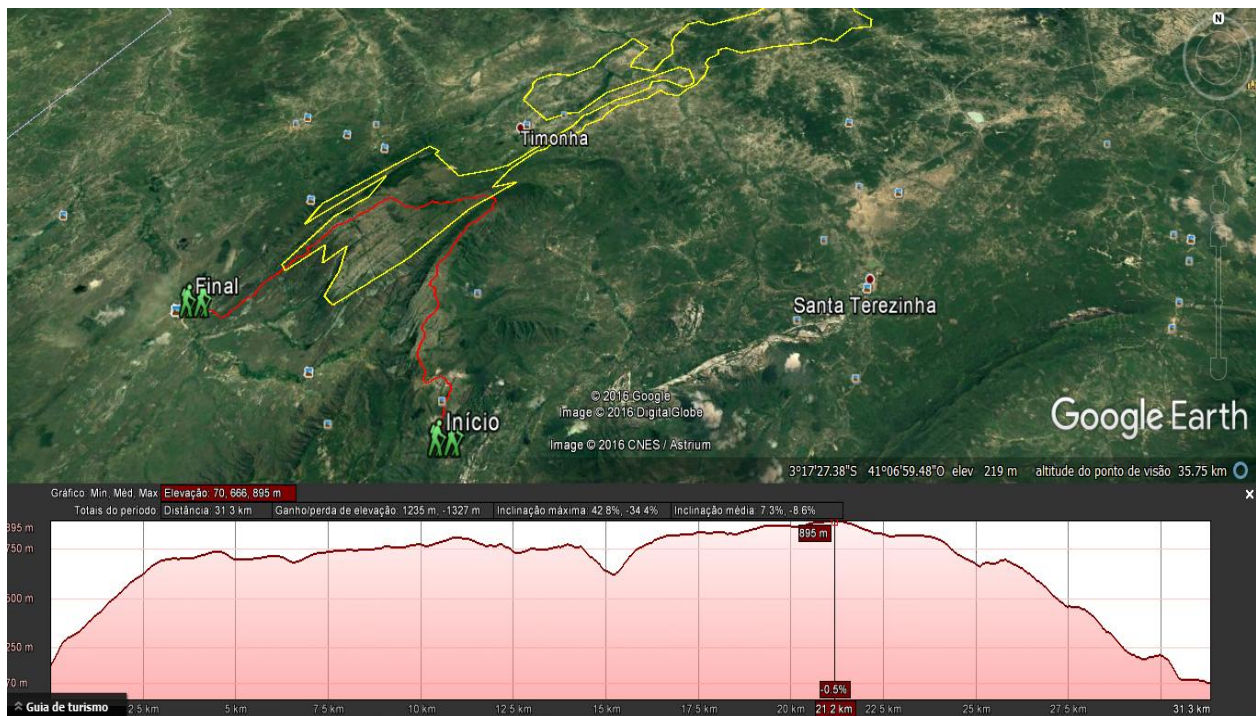 N
Timonha
Final
Santa Terezinha
Início
© 2016 Google
Image © 2016 DigitalGlobe
Image © 2016 CNES / Astrium
Google Earth
3°17'27.38"S 41°06'59.48"O elev 219 m altitude do ponto de visão 35.75 km
Gráfico: Min, Méd, Max Elevação: 70, 666, 895 m
Totais do período: Distância: 31.3 km Ganho/perda de elevação: 1235 m, -1327 m Inclinação máxima: 42.8%, -34.4% Inclinação média: 7.3%, -8.6%
895 m
750 m
500 m
250 m
70 m
895 m
-0.5%
Guia de turismo
2.5 km 5 km 7.5 km 10 km 12.5 km 15 km 17.5 km 20 km 21.2 km 22.5 km 25 km 27.5 km 31.3 km